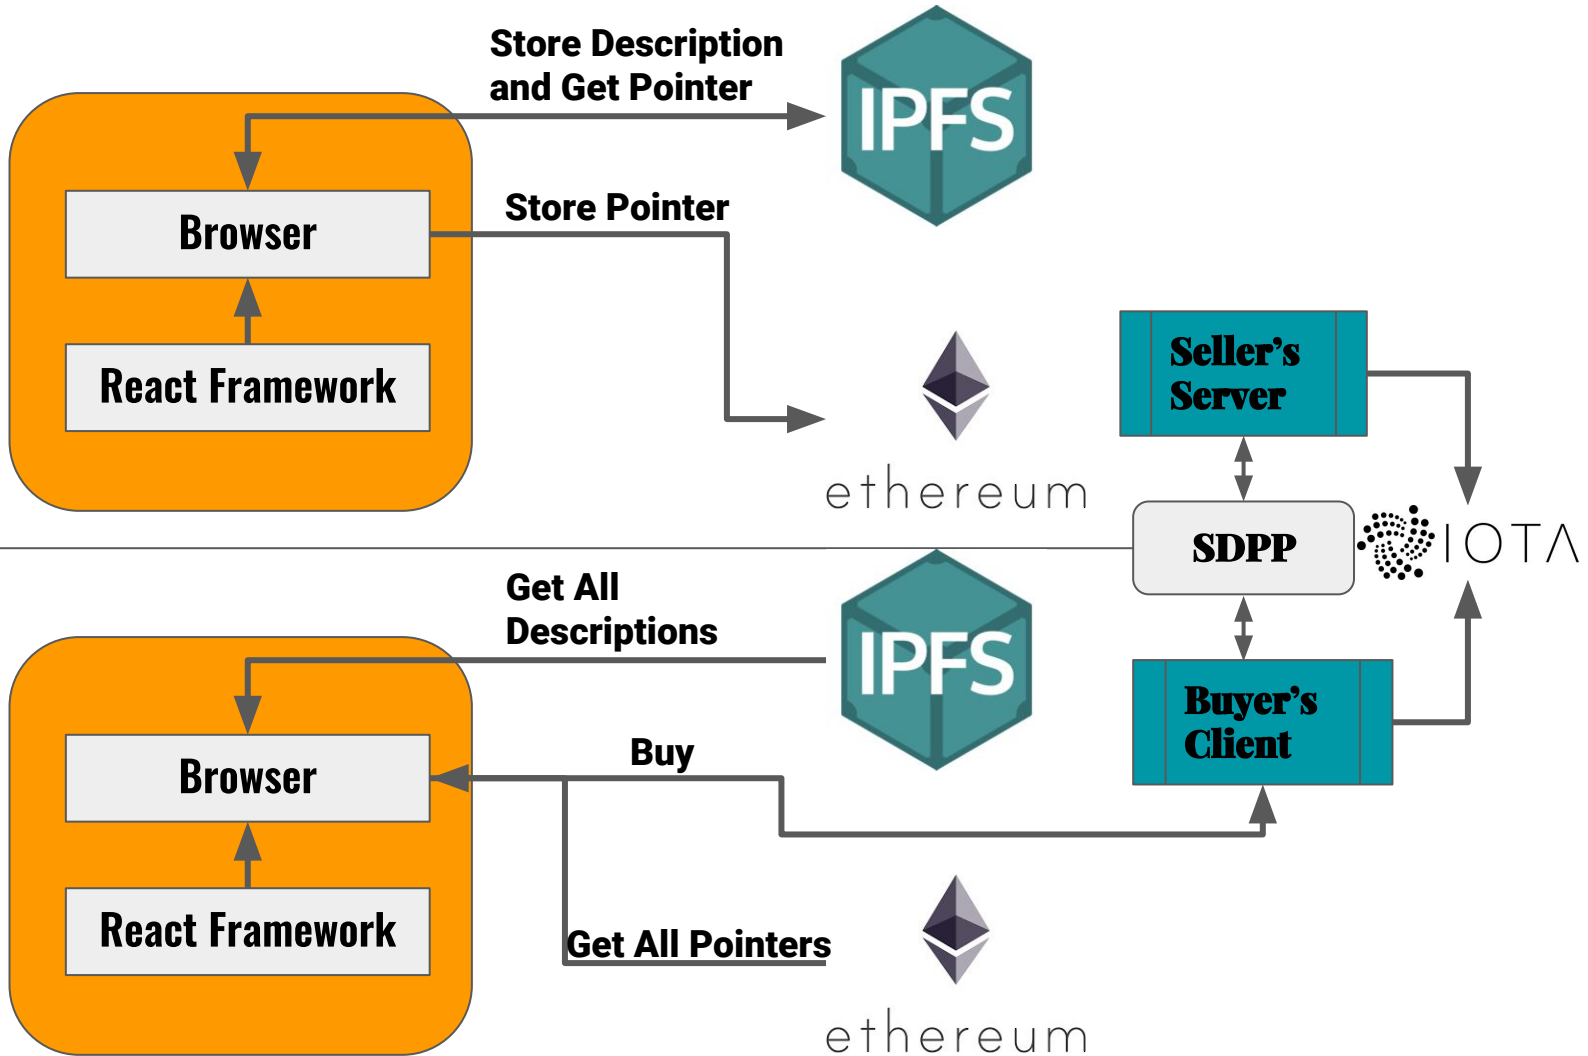 Store Description
and Get Pointer
IPFS
Browser
Store Pointer
React Framework
ethereum
Seller's
Server
SDPP
IOTA
Get All
Descriptions
IPFS
Browser
Buy
Buyer's
Client
React Framework
Get All Pointers
ethereum